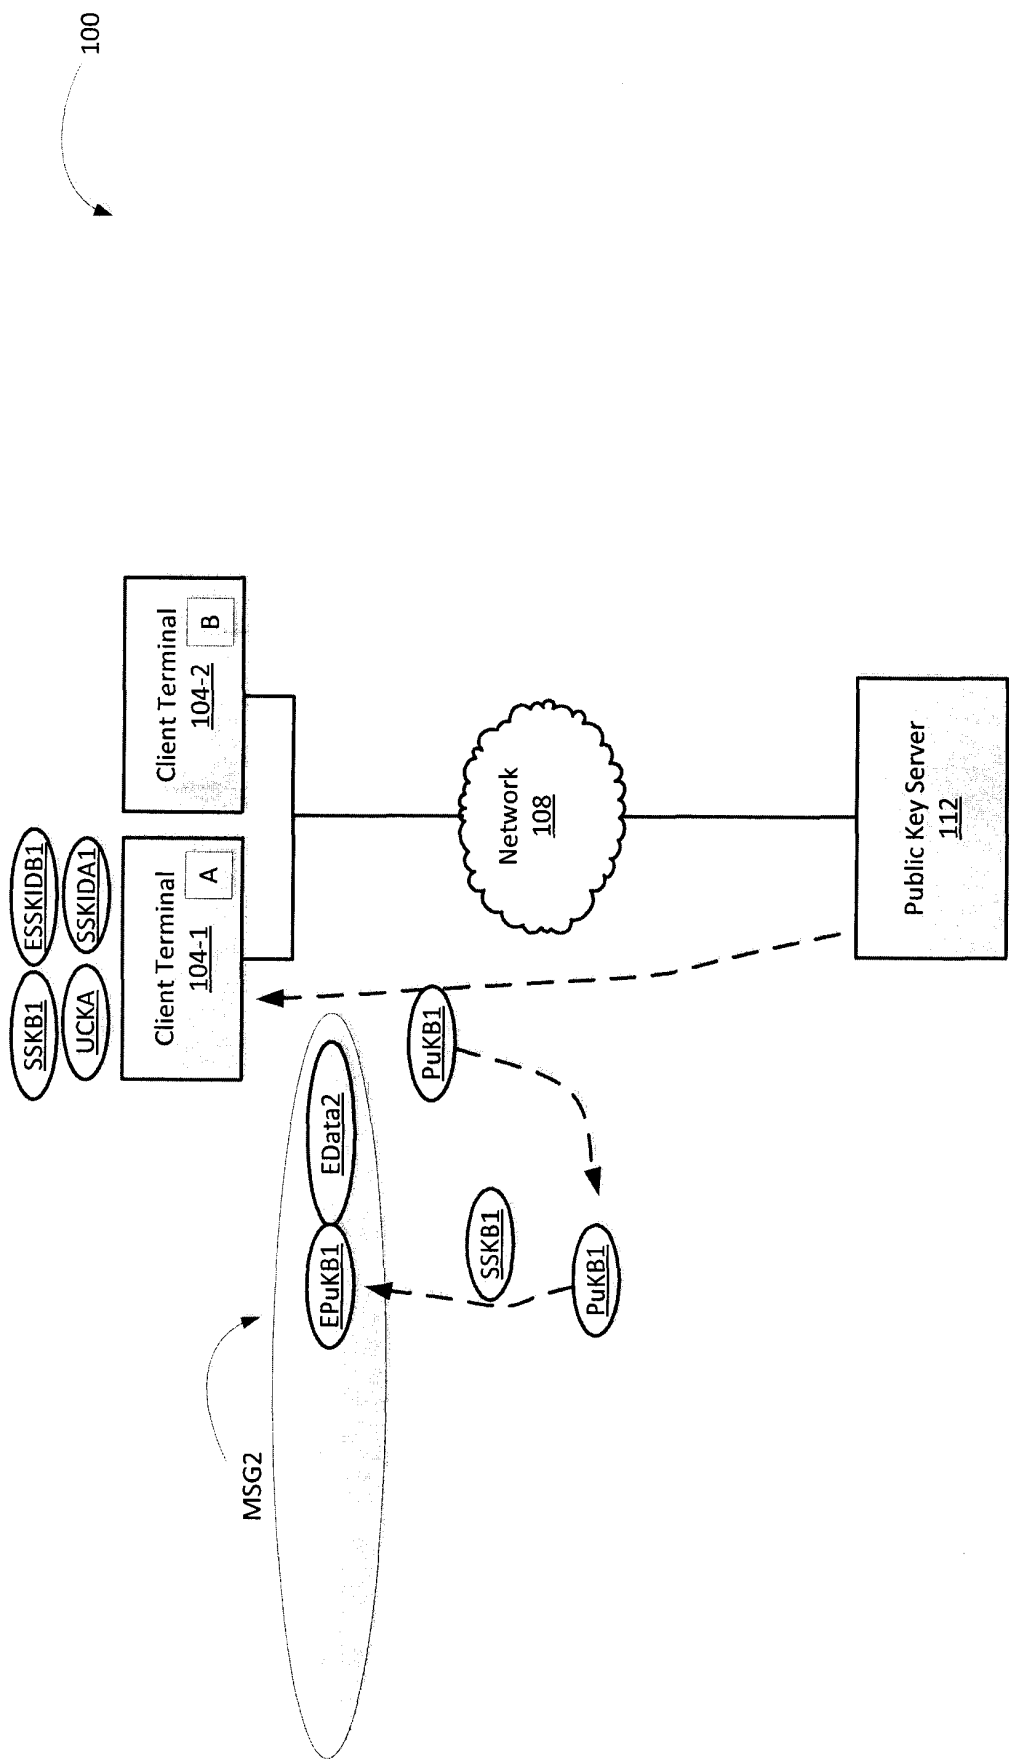 100
SSKB1
ESSKIDB1
UCKA
SSKIDA1
Client Terminal
104-1
A
Client Terminal
104-2
B
MSG2
EPuKB1
EData2
PuKB1
SSKB1
PuKB1
Network
108
Public Key Server
112